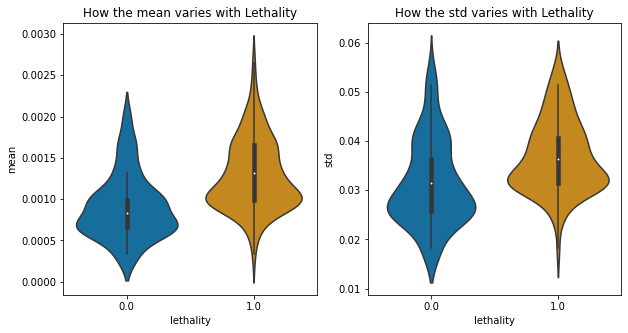 How the mean varies with Lethality
0.0030
0.0025
0.0020
0.0015
0.0010
0.0005
0.0000
mean
0.0
1.0
lethality
How the std varies with Lethality
0.06
0.05
0.04
0.03
0.02
0.01
std
0.0
1.0
lethality